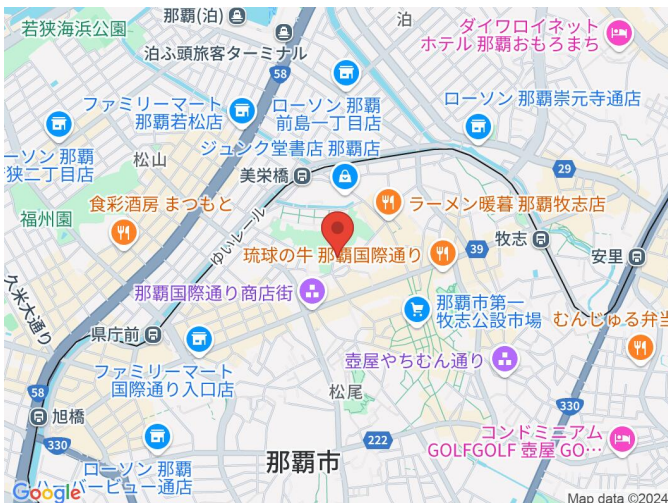 若狭海浜公園
那覇(泊)
泊
泊ふ頭旅客ターミナル
58
ダイワロイネット
ホテル 那覇おもろまち
ファミリーマート
那覇若松店
ローソン 那覇
前島一丁目店
ローソン 那覇崇元寺通店
ーソン 那覇
狭二丁目店
松山
ジュンク堂書店 那覇店
美栄橋
29
福州園
食彩酒房 まつもと
ゆいレール
ラーメン暖暮 那覇牧志店
琉球の牛 那覇国際通り
39
牧志
安里
久米大通り
那覇国際通り商店街
那覇市第一
牧志公設市場
県庁前
むんじゅる弁当
ファミリーマート
国際通り入口店
壺屋やちむん通り
58
松尾
旭橋
330
330
222
コンドミニアム
GOLFGOLF 壺屋 GO…
ローソン 那覇
ハーバービュー通店
那覇市
Google
Map data ©2024